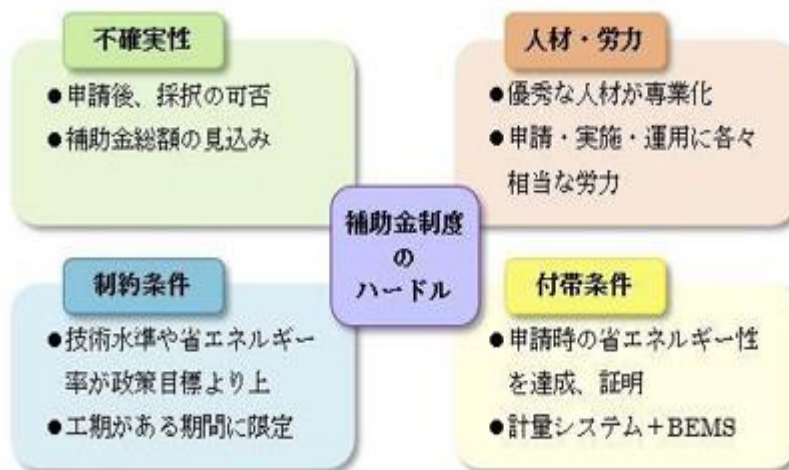 不確実性
●申請後、採択の可否
●補助金総額の見込み
人材・労力
●優秀な人材が専業化
●申請・実施・運用に各々
相当な労力
補助金制度
の
ハードル
制約条件
●技術水準や省エネルギー
率が政策目標より上
●工期がある期間に限定
付帯条件
●申請時の省エネルギー性
を達成、証明
●計量システム＋BEMS